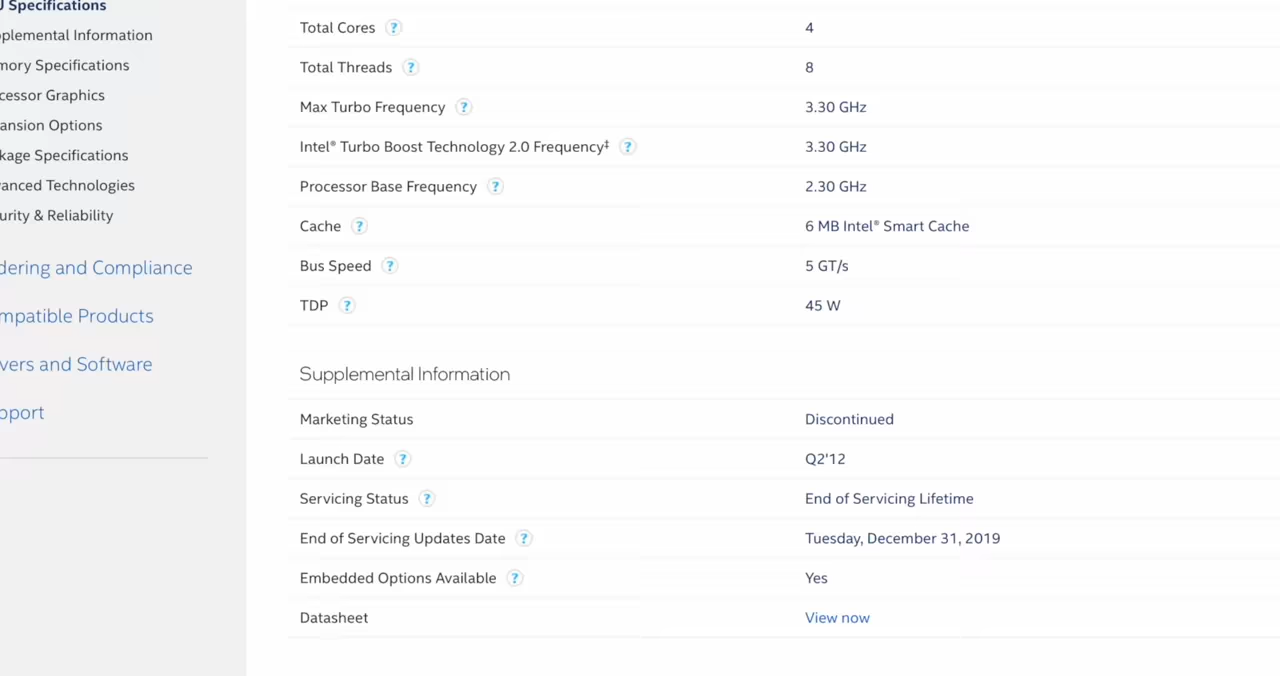 U Specifications
plemental Information
mory Specifications
cessor Graphics
ansion Options
kage Specifications
vanced Technologies
urity & Reliability
dering and Compliance
mpatible Products
vers and Software
pport
Total Cores ? 4
Total Threads ? 8
Max Turbo Frequency ? 3.30 GHz
Intel® Turbo Boost Technology 2.0 Frequency‡ ? 3.30 GHz
Processor Base Frequency ? 2.30 GHz
Cache ? 6 MB Intel® Smart Cache
Bus Speed ? 5 GT/s
TDP ? 45 W
Supplemental Information
Marketing Status Discontinued
Launch Date ? Q2'12
Servicing Status ? End of Servicing Lifetime
End of Servicing Updates Date ? Tuesday, December 31, 2019
Embedded Options Available ? Yes
Datasheet View now